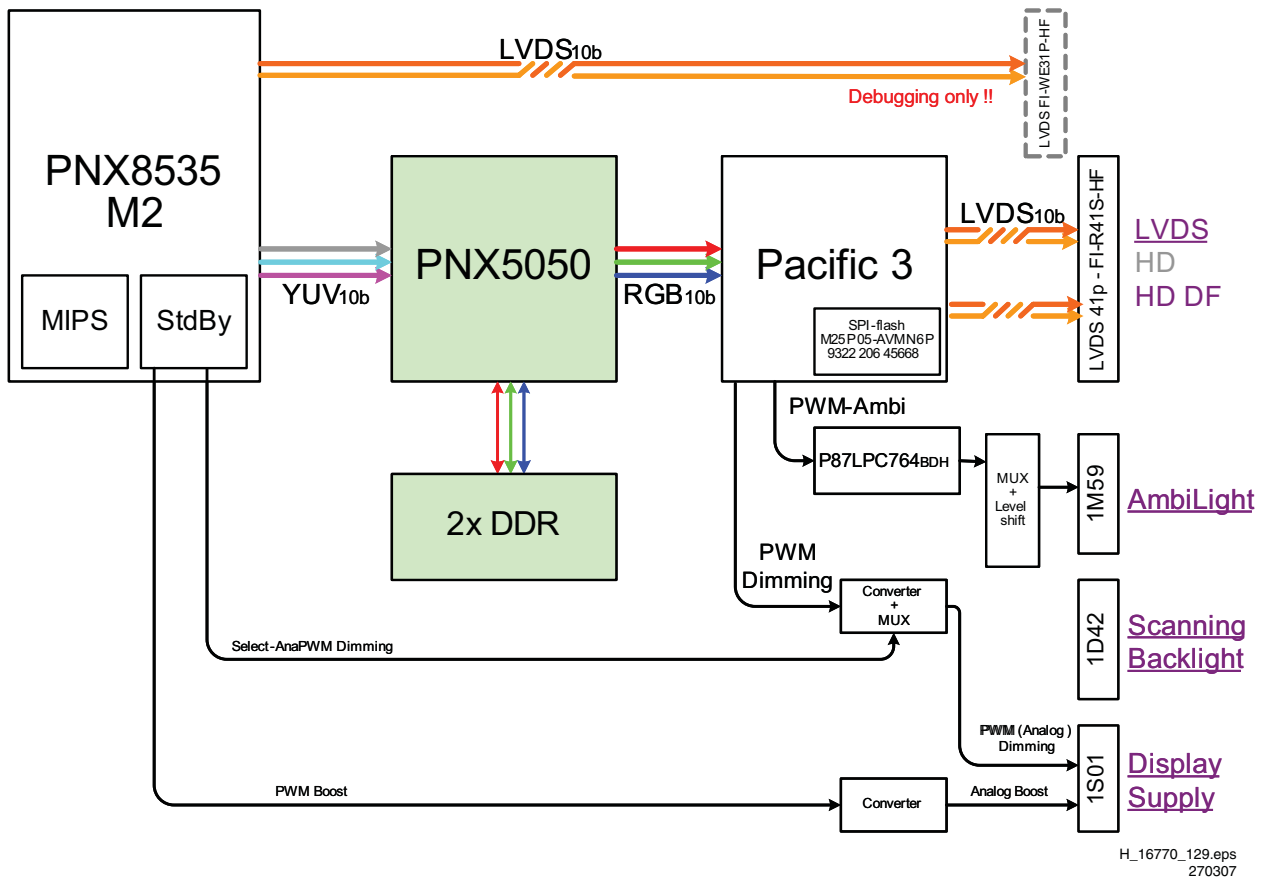 LVDS10b
Debugging only !!
LVDS FI-WE31P-HF
PNX8535
M2
MIPS
StdBy
YUV10b
PNX5050
RGB10b
Pacific 3
SPI-flash
M25P05-AVMN6P
9322 206 45668
LVDS10b
LVDS 41p - FI-R41S-HF
LVDS
HD
HD DF
2x DDR
PWM-Ambi
P87LPC764BDH
MUX
+
Level
shift
1M59
AmbiLight
PWM
Dimming
Converter
+
MUX
Select-AnaPWM Dimming
1D42
Scanning
Backlight
PWM (Analog )
Dimming
PWM Boost
Converter
Analog Boost
1S01
Display
Supply
H_16770_129.eps
270307